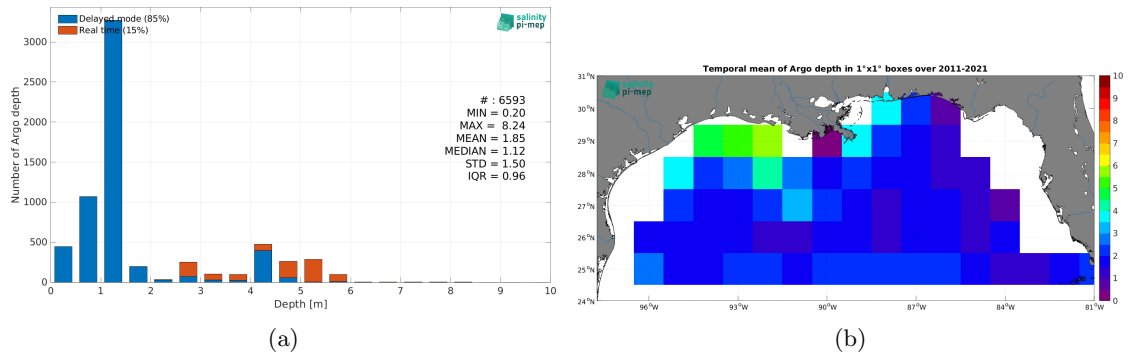 Delayed mode (85%)
Real time (15%)
salinity
pi-mep
Number of Argo depth
3500
3000
2500
2000
1500
1000
500
0
# : 6593
MIN = 0.20
MAX = 8.24
MEAN = 1.85
MEDIAN = 1.12
STD = 1.50
IQR = 0.96
0 1 2 3 4 5 6 7 8 9 10
Depth [m]
(a)
Temporal mean of Argo depth in 1°x1° boxes over 2011-2021
salinity
pi-mep
31°N
30°N
29°N
28°N
27°N
26°N
25°N
24°N
96°W 93°W 90°W 87°W 84°W 81°W
10
9
8
7
6
5
4
3
2
1
0
(b)